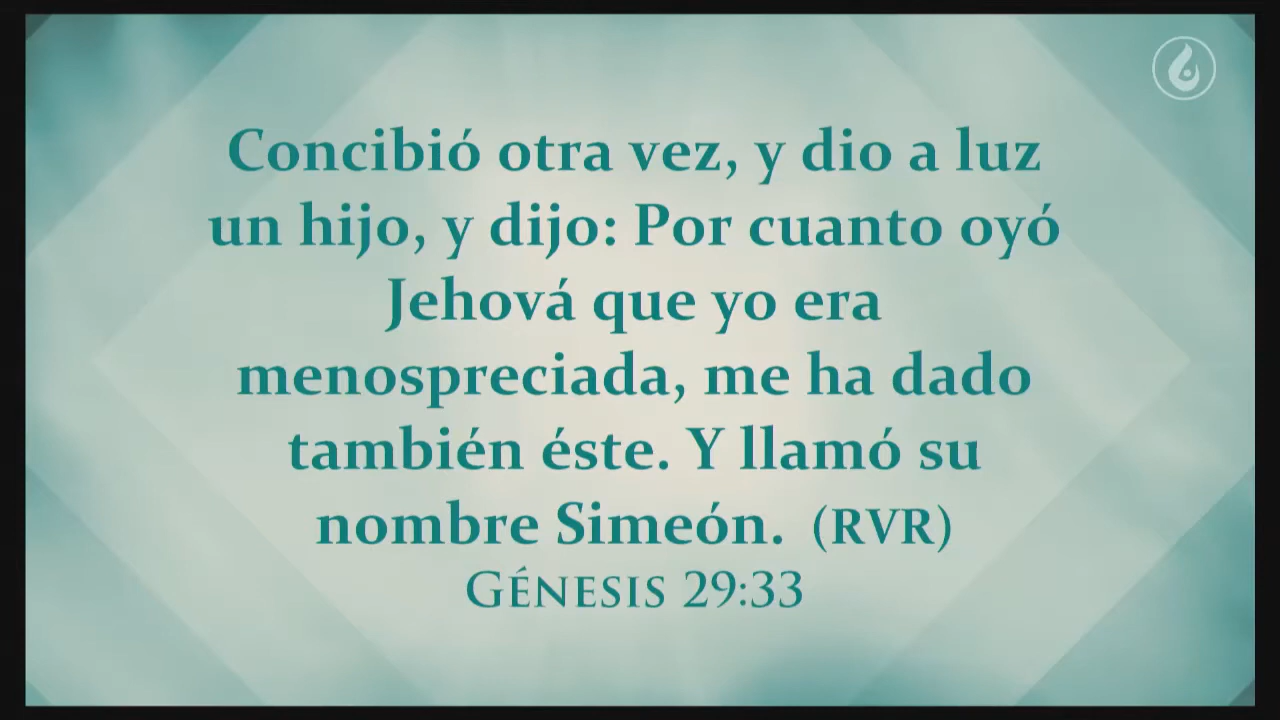 Concibió otra vez, y dio a luz
un hijo, y dijo: Por cuanto oyó
Jehová que yo era
menospreciada, me ha dado
también éste. Y llamó su
nombre Simeón. (RVR)
GÉNESIS 29:33